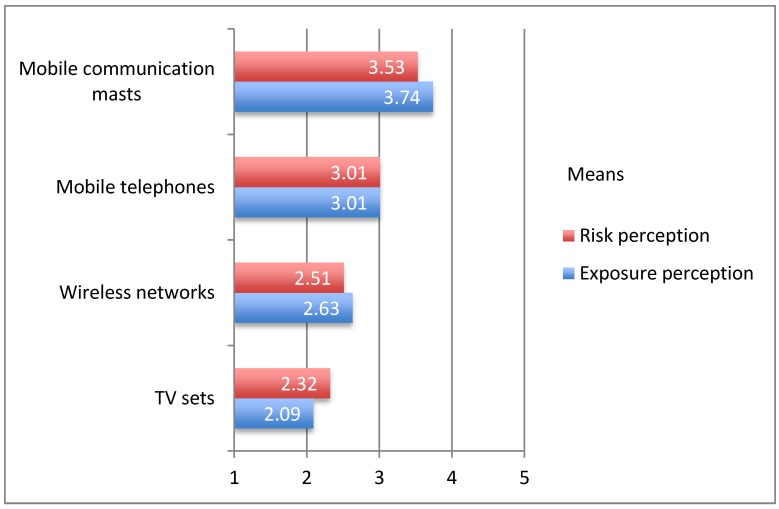 Mobile communication
masts
3.53
3.74
Mobile telephones
3.01
3.01
Wireless networks
2.51
2.63
TV sets
2.32
2.09
1 2 3 4 5
Means
Risk perception
Exposure perception